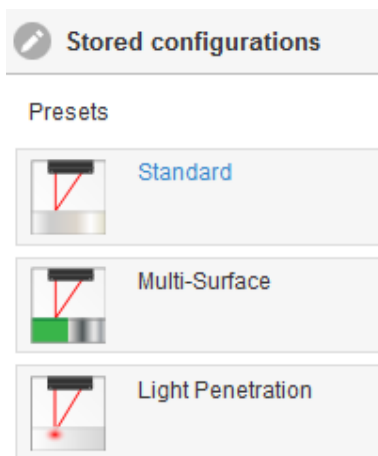 Stored configurations
Presets
Standard
Multi-Surface
Light Penetration